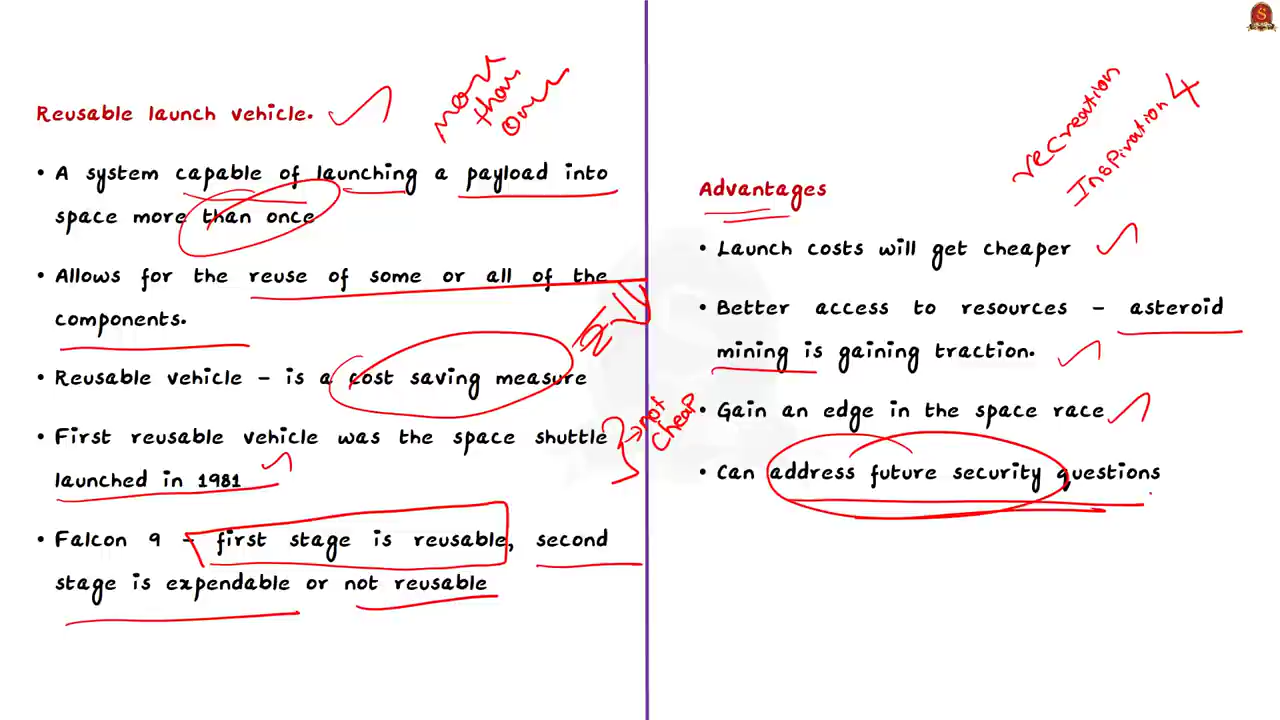 Reusable launch vehicle.
more
than
once
• A system capable of launching a payload into
space more than once
• Allows for the reuse of some or all of the
components.
• Reusable vehicle – is a cost saving measure
• First reusable vehicle was the space shuttle
launched in 1981
→ not
cheap
• Falcon 9 – first stage is reusable, second
stage is expendable or not reusable
recreation
Inspiration 4
Advantages
• Launch costs will get cheaper
• Better access to resources – asteroid
mining is gaining traction.
• Gain an edge in the space race
• Can address future security questions